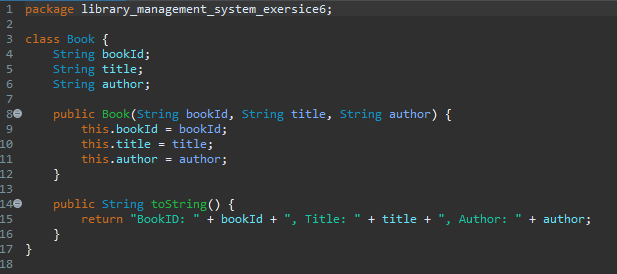 1 package library_management_system_exersice6;
2
3 class Book {
4     String bookId;
5     String title;
6     String author;
7
8     public Book(String bookId, String title, String author) {
9         this.bookId = bookId;
10         this.title = title;
11         this.author = author;
12     }
13
14     public String toString() {
15         return "BookID: " + bookId + ", Title: " + title + ", Author: " + author;
16     }
17 }
18